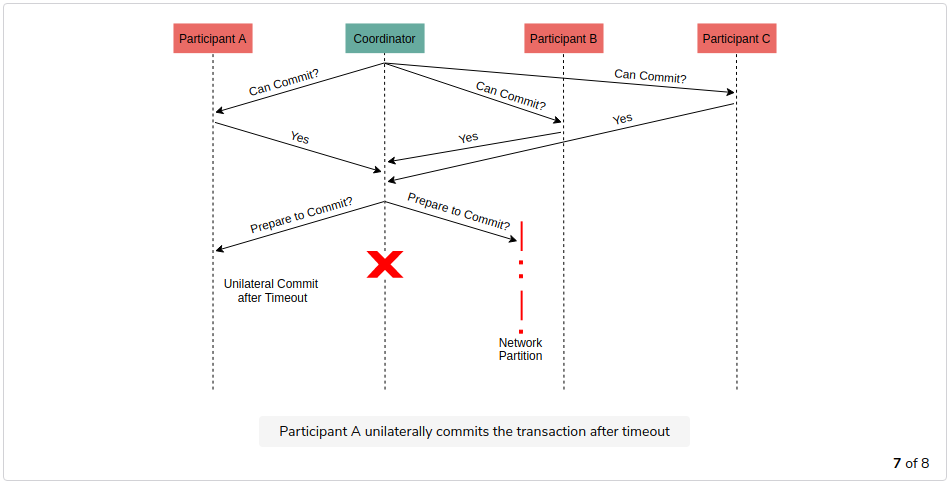 Participant A
Coordinator
Participant B
Participant C
Can Commit?
Can Commit?
Can Commit?
Yes
Yes
Yes
Prepare to Commit?
Prepare to Commit?
Unilateral Commit
after Timeout
Network
Partition
Participant A unilaterally commits the transaction after timeout
7 of 8